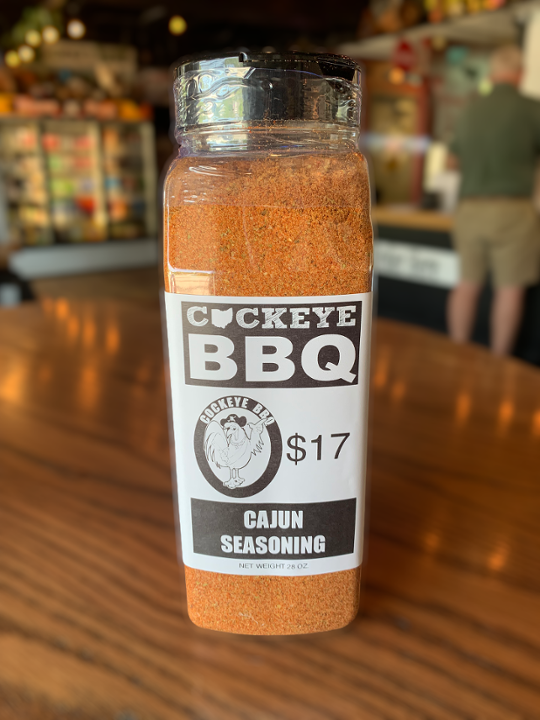 COCKEYE
BBQ
COCKEYE BBQ
$17
CAJUN
SEASONING
NET WEIGHT 28 OZ